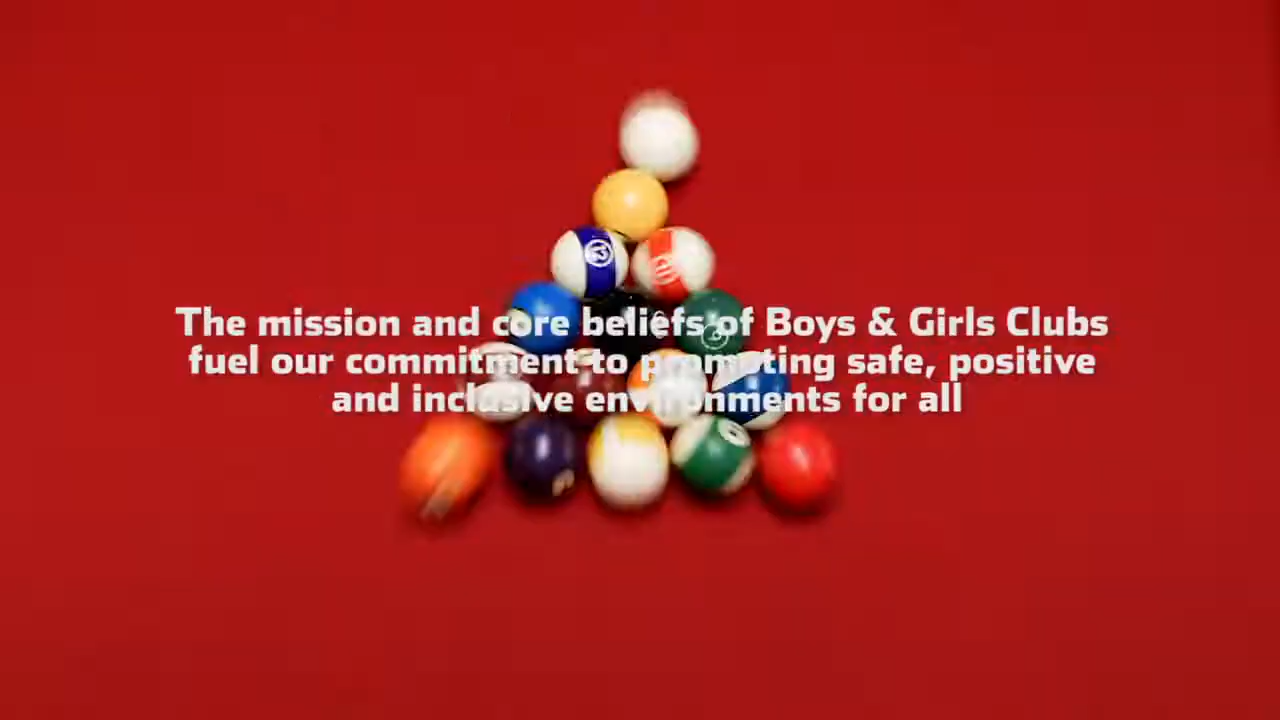 The mission and core beliefs of Boys & Girls Clubs
fuel our commitment to promoting safe, positive
and inclusive environments for all